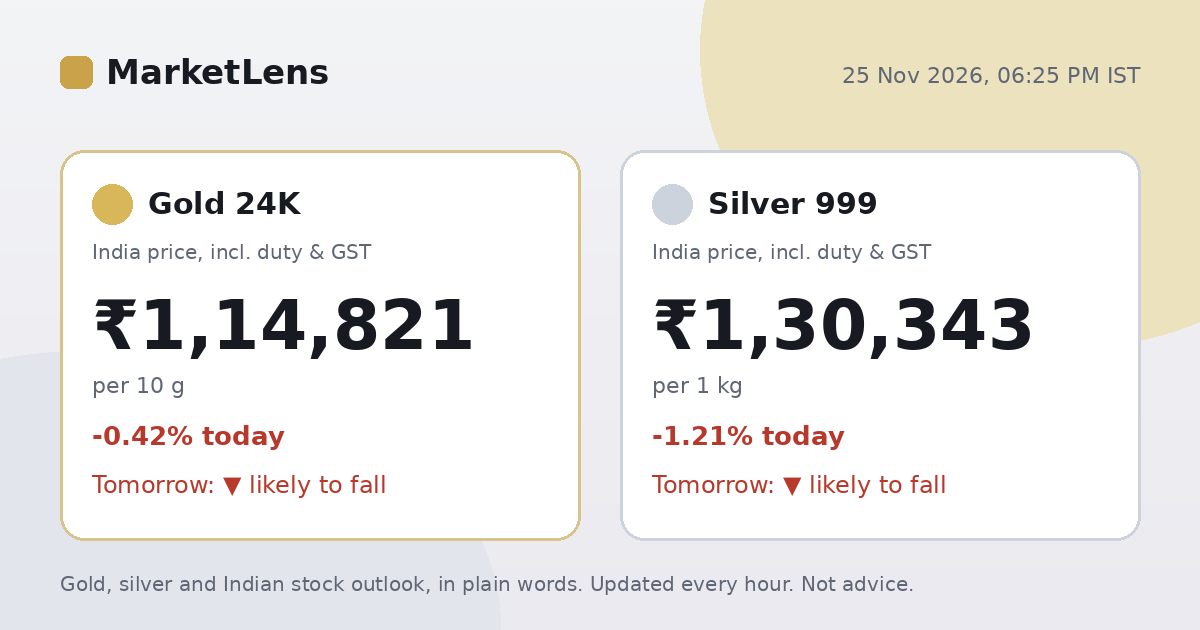 MarketLens
25 Nov 2026, 06:25 PM IST
Gold 24K
India price, incl. duty & GST
₹1,14,821
per 10 g
-0.42% today
Tomorrow: ▼ likely to fall
Silver 999
India price, incl. duty & GST
₹1,30,343
per 1 kg
-1.21% today
Tomorrow: ▼ likely to fall
Gold, silver and Indian stock outlook, in plain words. Updated every hour. Not advice.